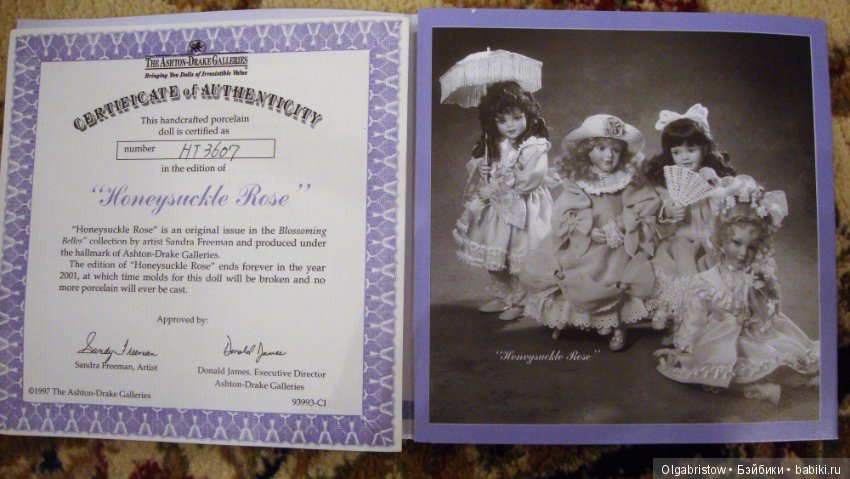 THE ASHTON-DRAKE GALLERIES
Bringing You Dolls of Irresistible Value
CERTIFICATE of AUTHENTICITY
This handcrafted porcelain
doll is certified as
number HT3607
in the edition of
"Honeysuckle Rose"
"Honeysuckle Rose" is an original issue in the Blossoming
Belles" collection by artist Sandra Freeman and produced under
the hallmark of Ashton-Drake Galleries.
The edition of "Honeysuckle Rose" ends forever in the year
2001, at which time molds for this doll will be broken and no
more porcelain will ever be cast.
Approved by:
Sandy Freeman
Donald James
Sandra Freeman, Artist
Donald James, Executive Director
Ashton-Drake Galleries
©1997 The Ashton-Drake Galleries
93993-CI
"Honeysuckle Rose"
Olgabristow • Бэйбики • babiki.ru